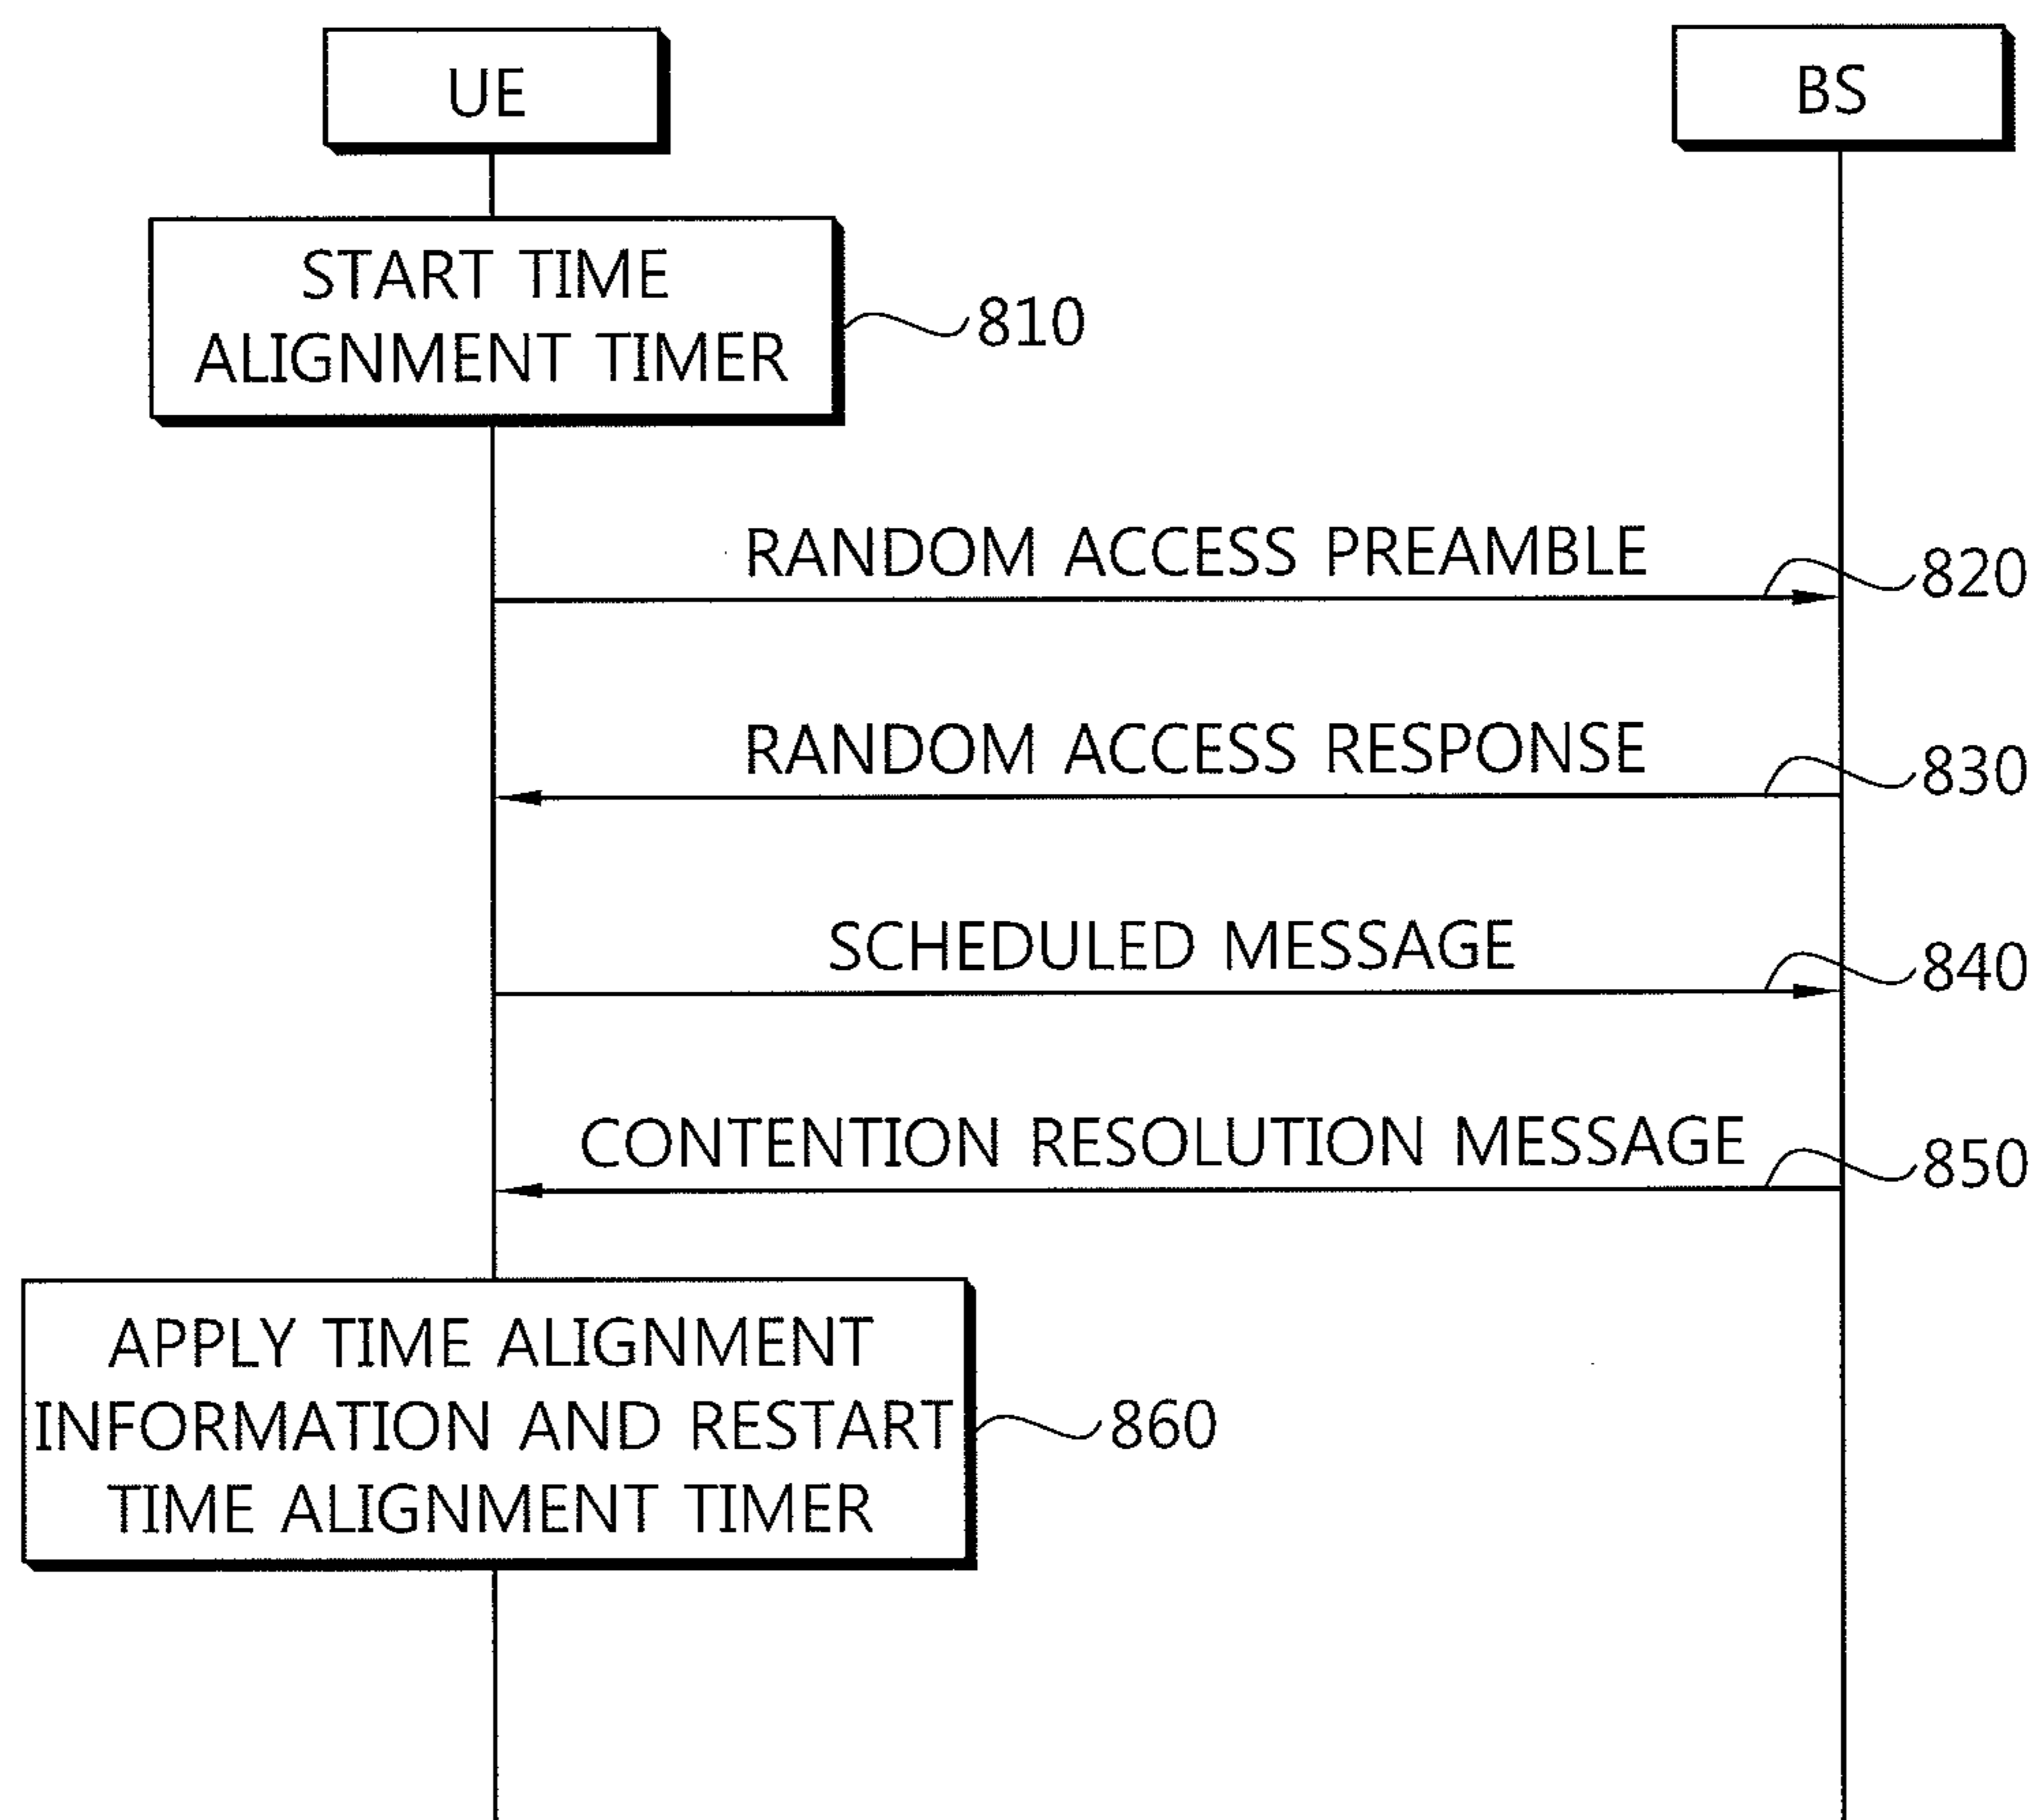 UE
BS
START TIME
ALIGNMENT TIMER
810
RANDOM ACCESS PREAMBLE
820
RANDOM ACCESS RESPONSE
830
SCHEDULED MESSAGE
840
CONTENTION RESOLUTION MESSAGE
850
APPLY TIME ALIGNMENT
INFORMATION AND RESTART
TIME ALIGNMENT TIMER
860